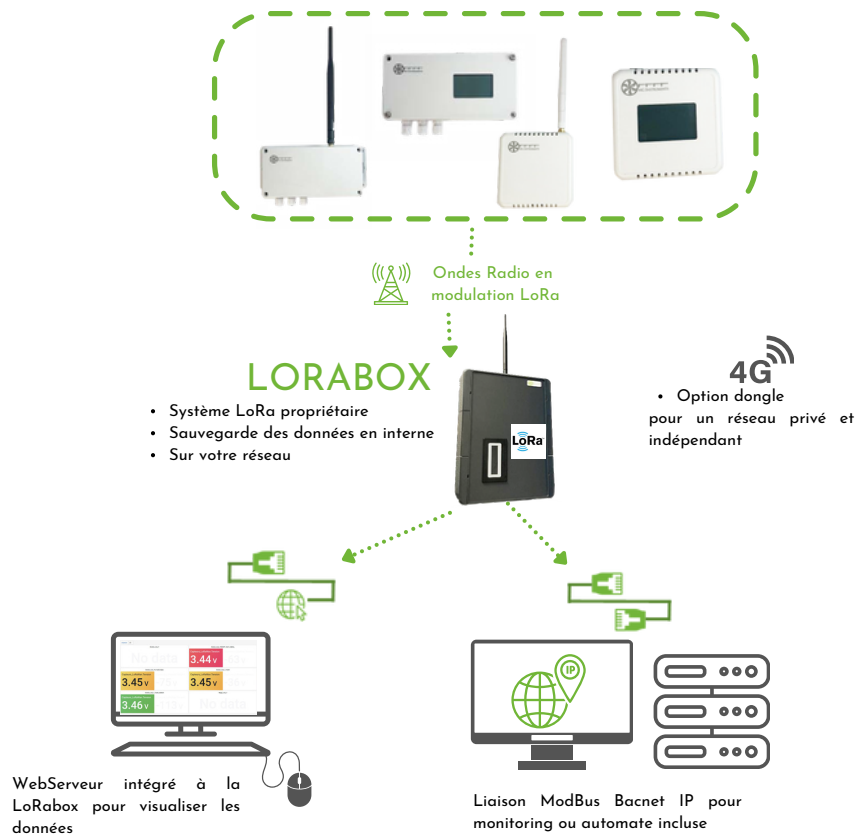 Ondes Radio en
modulation LoRa
LORABOX
• Système LoRa propriétaire
• Sauvegarde des données en interne
• Sur votre réseau
LoRa
4G
• Option dongle
pour un réseau privé et
indépendant
No data
3.44 v
3.45 v
3.45 v
3.46 v
No data
IP
WebServeur intégré à la
LoRabox pour visualiser les
données
Liaison ModBus Bacnet IP pour
monitoring ou automate incluse